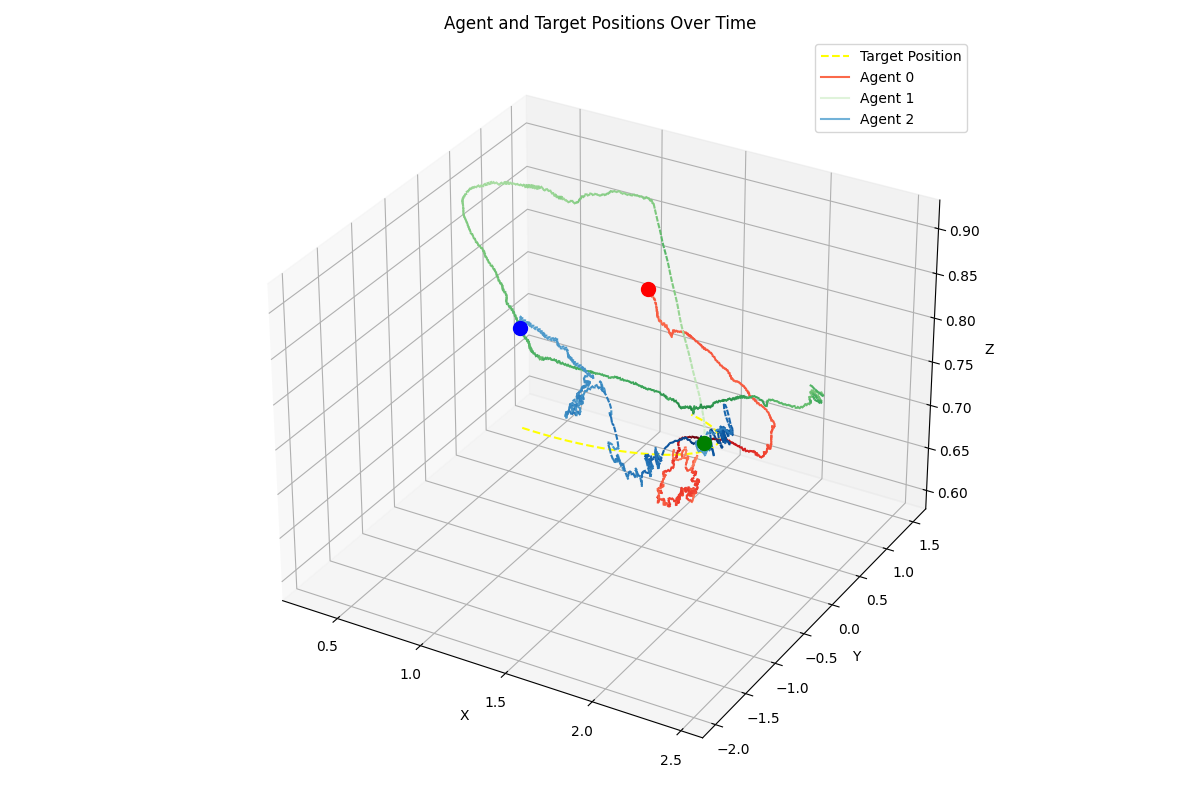 Agent and Target Positions Over Time
Target Position
Agent 0
Agent 1
Agent 2
0.90
0.85
0.80
0.75
0.70
0.65
0.60
Z
1.5
1.0
0.5
0.0
−0.5
−1.0
−1.5
−2.0
Y
0.5
1.0
1.5
2.0
2.5
X